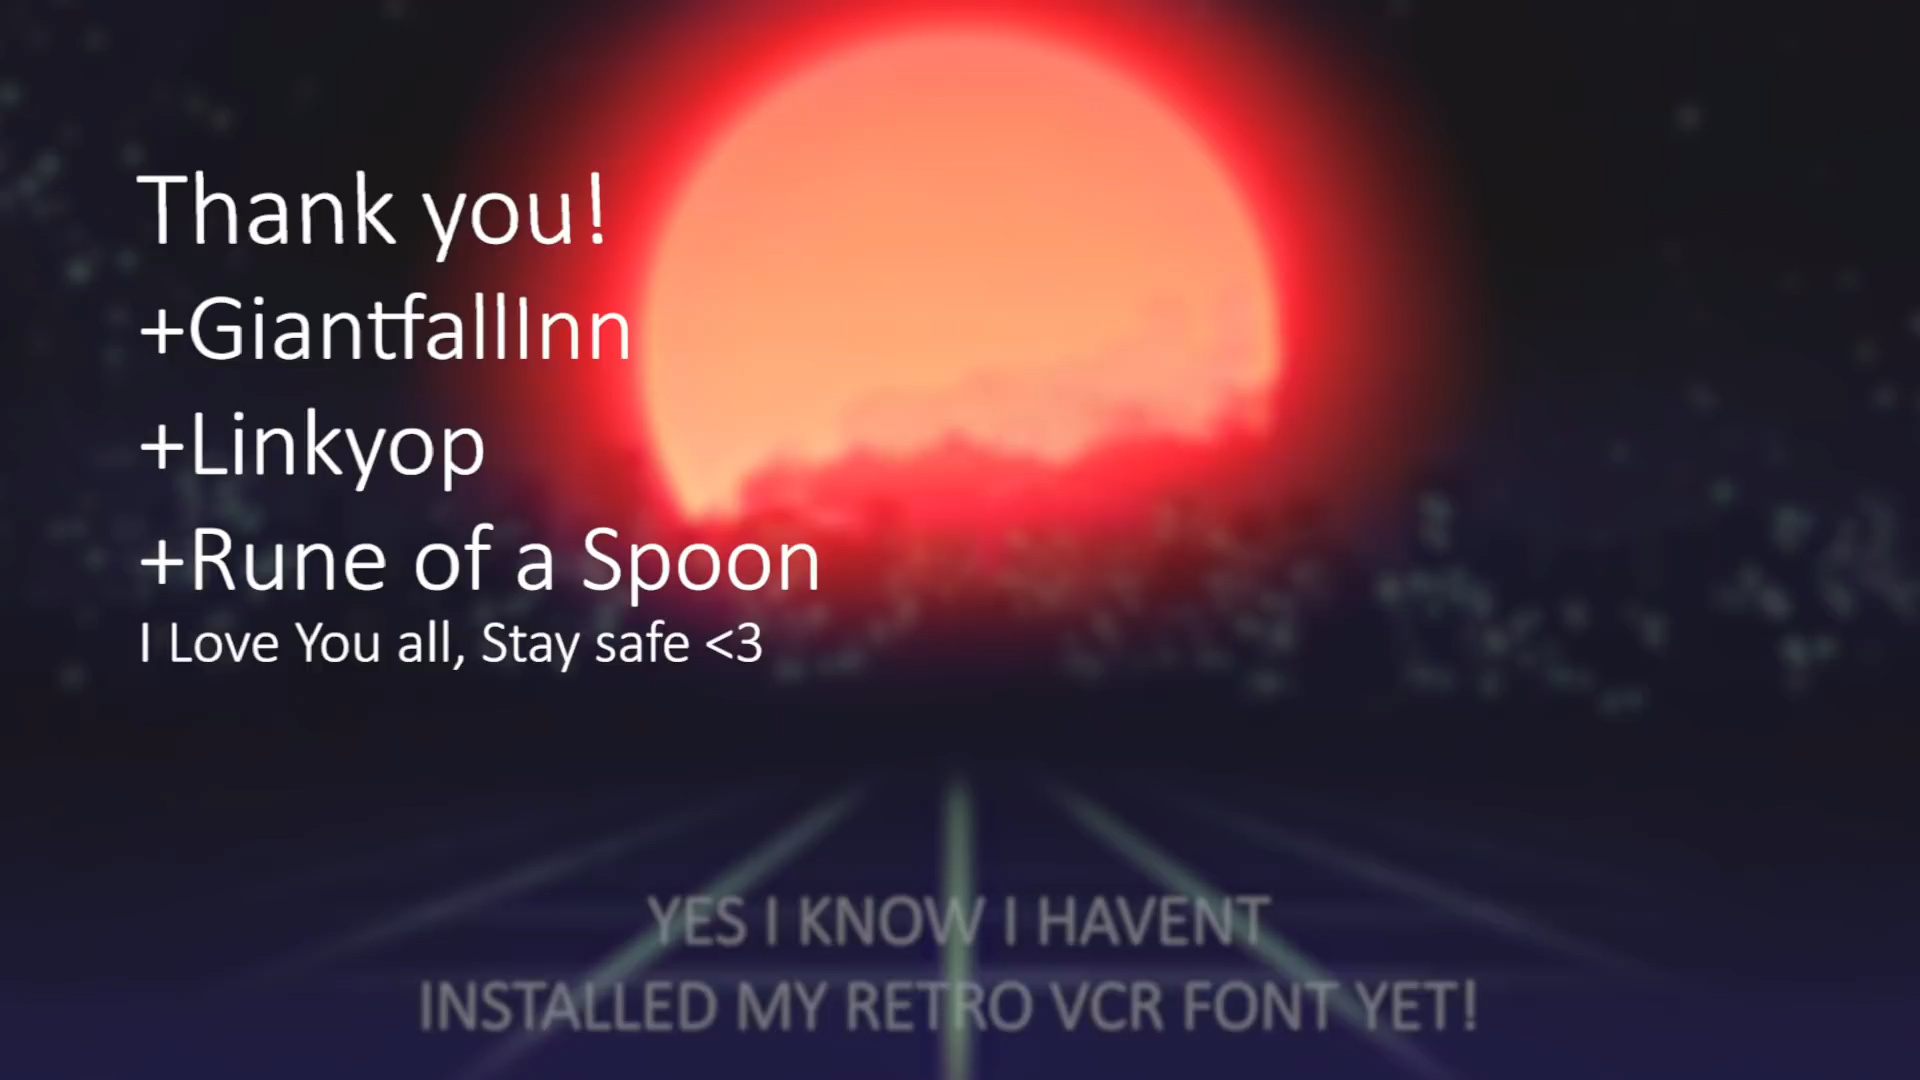 Thank you!
+GiantfallInn
+Linkyop
+Rune of a Spoon
I Love You all, Stay safe <3
YES I KNOW I HAVENT
INSTALLED MY RETRO VCR FONT YET!